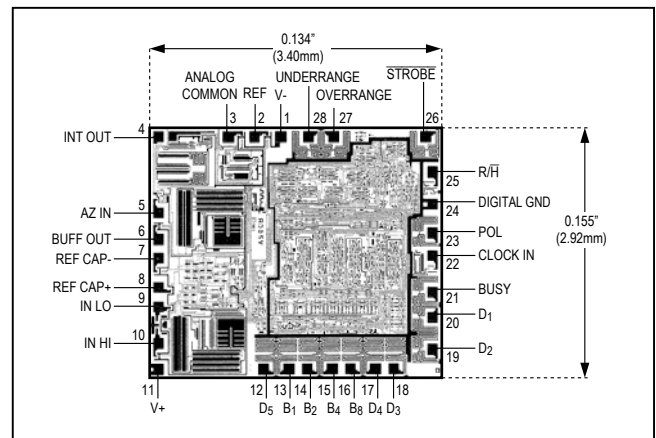 0.134"
(3.40mm)
ANALOG COMMON
REF
V-
UNDERRANGE
OVERRANGE
STROBE
3
2
1
28
27
26
4
INT OUT
5
AZ IN
6
BUFF OUT
7
REF CAP-
8
REF CAP+
9
IN LO
10
IN HI
11
V+
25
R/H
24
DIGITAL GND
23
POL
22
CLOCK IN
21
BUSY
20
D1
19
D2
0.155"
(2.92mm)
12 13 14 15 16 17 18
D5 B1 B2 B4 B8 D4 D3